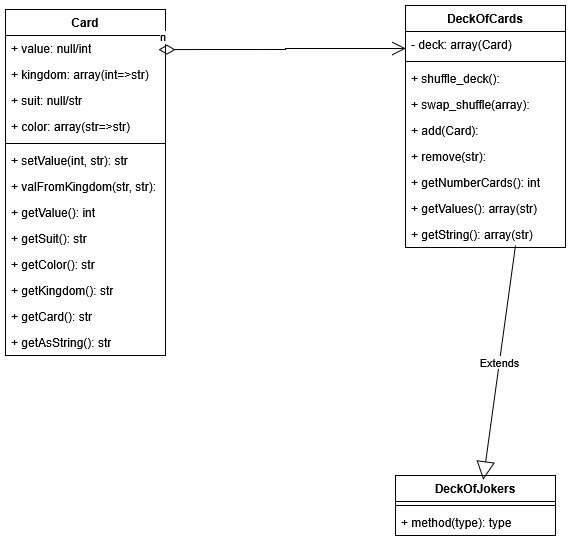 Card
+ value: null/int
+ kingdom: array(int=>str)
+ suit: null/str
+ color: array(str=>str)
+ setValue(int, str): str
+ valFromKingdom(str, str):
+ getValue(): int
+ getSuit(): str
+ getColor(): str
+ getKingdom(): str
+ getCard(): str
+ getAsString(): str
n
DeckOfCards
- deck: array(Card)
+ shuffle_deck():
+ swap_shuffle(array):
+ add(Card):
+ remove(str):
+ getNumberCards(): int
+ getValues(): array(str)
+ getString(): array(str)
Extends
DeckOfJokers
+ method(type): type